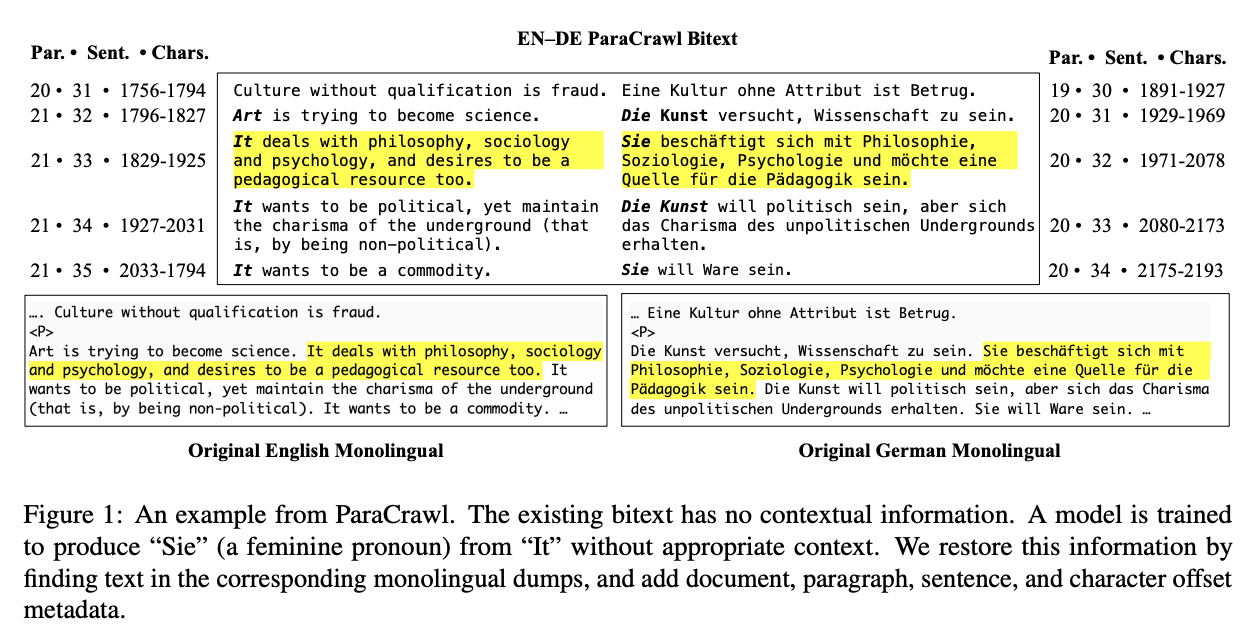 EN–DE ParaCrawl Bitext
Par. • Sent. • Chars.
Par. • Sent. • Chars.
20 • 31 • 1756-1794
Culture without qualification is fraud.
Eine Kultur ohne Attribut ist Betrug.
19 • 30 • 1891-1927
21 • 32 • 1796-1827
Art is trying to become science.
Die Kunst versucht, Wissenschaft zu sein.
20 • 31 • 1929-1969
21 • 33 • 1829-1925
It deals with philosophy, sociology
and psychology, and desires to be a
pedagogical resource too.
Sie beschäftigt sich mit Philosophie,
Soziologie, Psychologie und möchte eine
Quelle für die Pädagogik sein.
20 • 32 • 1971-2078
21 • 34 • 1927-2031
It wants to be political, yet maintain
the charisma of the underground (that
is, by being non-political).
Die Kunst will politisch sein, aber sich
das Charisma des unpolitischen Undergrounds
erhalten.
20 • 33 • 2080-2173
21 • 35 • 2033-1794
It wants to be a commodity.
Sie will Ware sein.
20 • 34 • 2175-2193
…. Culture without qualification is fraud.
<P>
Art is trying to become science. It deals with philosophy, sociology
and psychology, and desires to be a pedagogical resource too. It
wants to be political, yet maintain the charisma of the underground
(that is, by being non-political). It wants to be a commodity. …
… Eine Kultur ohne Attribut ist Betrug.
<P>
Die Kunst versucht, Wissenschaft zu sein. Sie beschäftigt sich mit
Philosophie, Soziologie, Psychologie und möchte eine Quelle für die
Pädagogik sein. Die Kunst will politisch sein, aber sich das Charisma
des unpolitischen Undergrounds erhalten. Sie will Ware sein. …
Original English Monolingual
Original German Monolingual
Figure 1: An example from ParaCrawl. The existing bitext has no contextual information. A model is trained
to produce “Sie” (a feminine pronoun) from “It” without appropriate context. We restore this information by
finding text in the corresponding monolingual dumps, and add document, paragraph, sentence, and character offset
metadata.